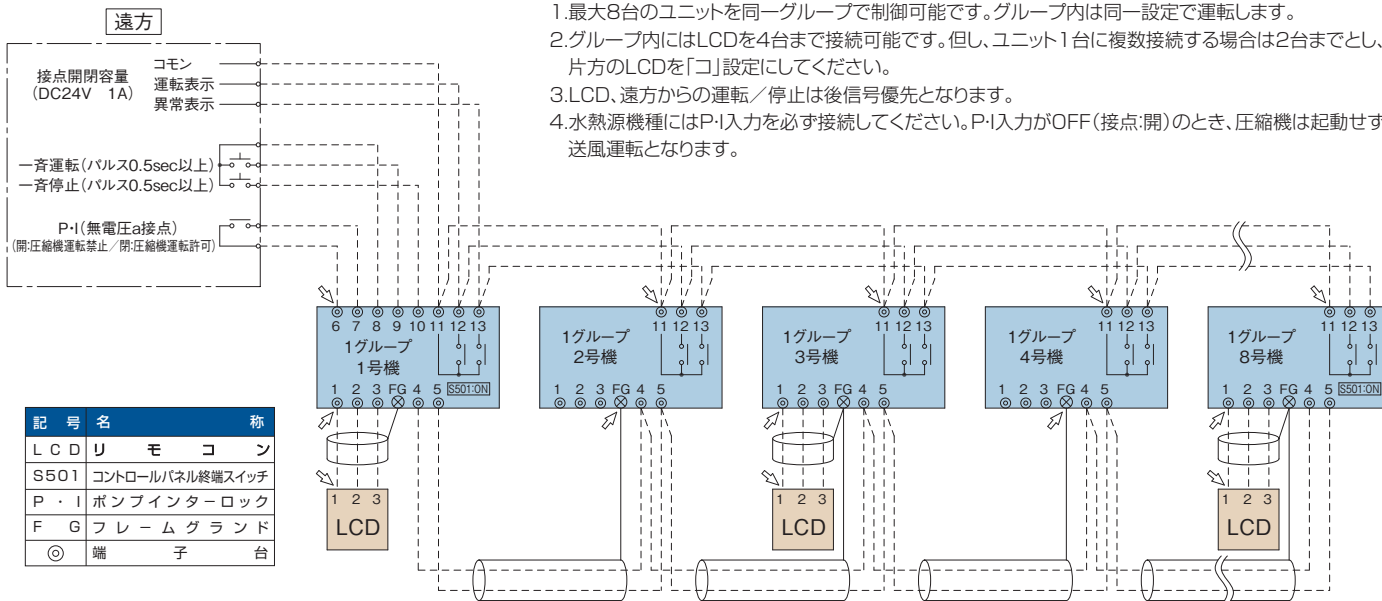 遠方
接点開閉容量
(DC24V 1A)
コモン
運転表示
異常表示
一斉運転(パルス0.5sec以上)
一斉停止(パルス0.5sec以上)
P・I(無電圧a接点)
(開:圧縮機運転禁止/閉:圧縮機運転許可)
1.最大8台のユニットを同一グループで制御可能です。グループ内は同一設定で運転します。
2.グループ内にはLCDを4台まで接続可能です。但し、ユニット1台に複数接続する場合は2台までとし、
片方のLCDを「コ」設定にしてください。
3.LCD、遠方からの運転/停止は後信号優先となります。
4.水熱源機種にはP・I入力を必ず接続してください。P・I入力がOFF(接点:開)のとき、圧縮機は起動せず
送風運転となります。
6 7 8 9 10 11 12 13
1グループ
1号機
1 2 3 FG 4 5 S501:ON
1 2 3
LCD
11 12 13
1グループ
2号機
1 2 3 FG 4 5
11 12 13
1グループ
3号機
1 2 3 FG 4 5
1 2 3
LCD
11 12 13
1グループ
4号機
1 2 3 FG 4 5
11 12 13
1グループ
8号機
1 2 3 FG 4 5 S501:ON
1 2 3
LCD
記号 名称
LCD リモコン
S501 コントロールパネル終端スイッチ
P・I ポンプインターロック
FG フレームグランド
◎ 端子台